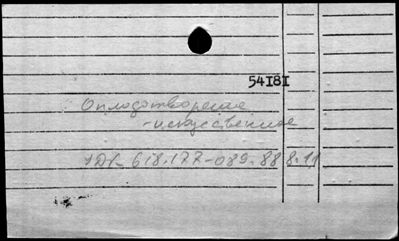 54181
Оплодотворение
-искусственное
УДК 618.177-089.888.11